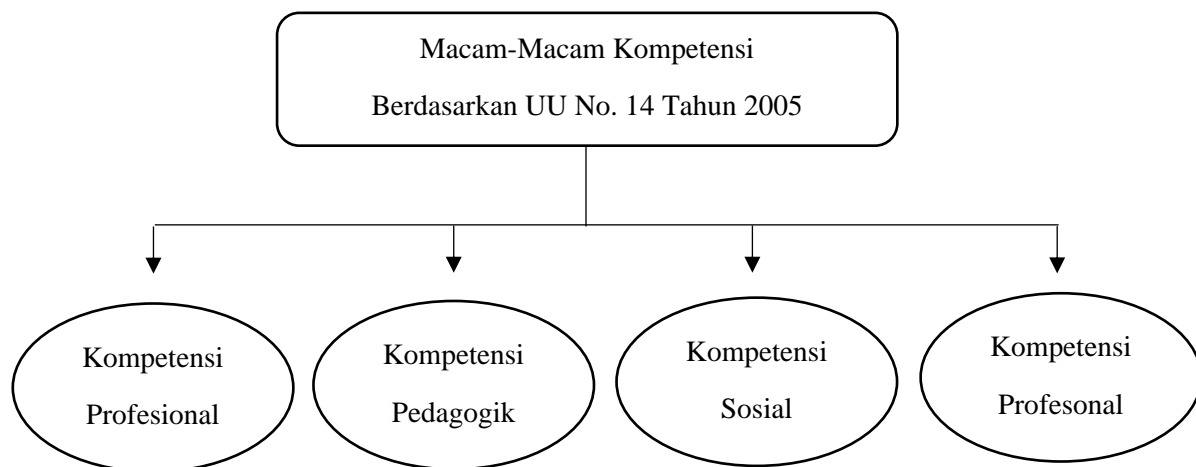 Macam-Macam Kompetensi
Berdasarkan UU No. 14 Tahun 2005
Kompetensi
Profesional
Kompetensi
Pedagogik
Kompetensi
Sosial
Kompetensi
Profesonal